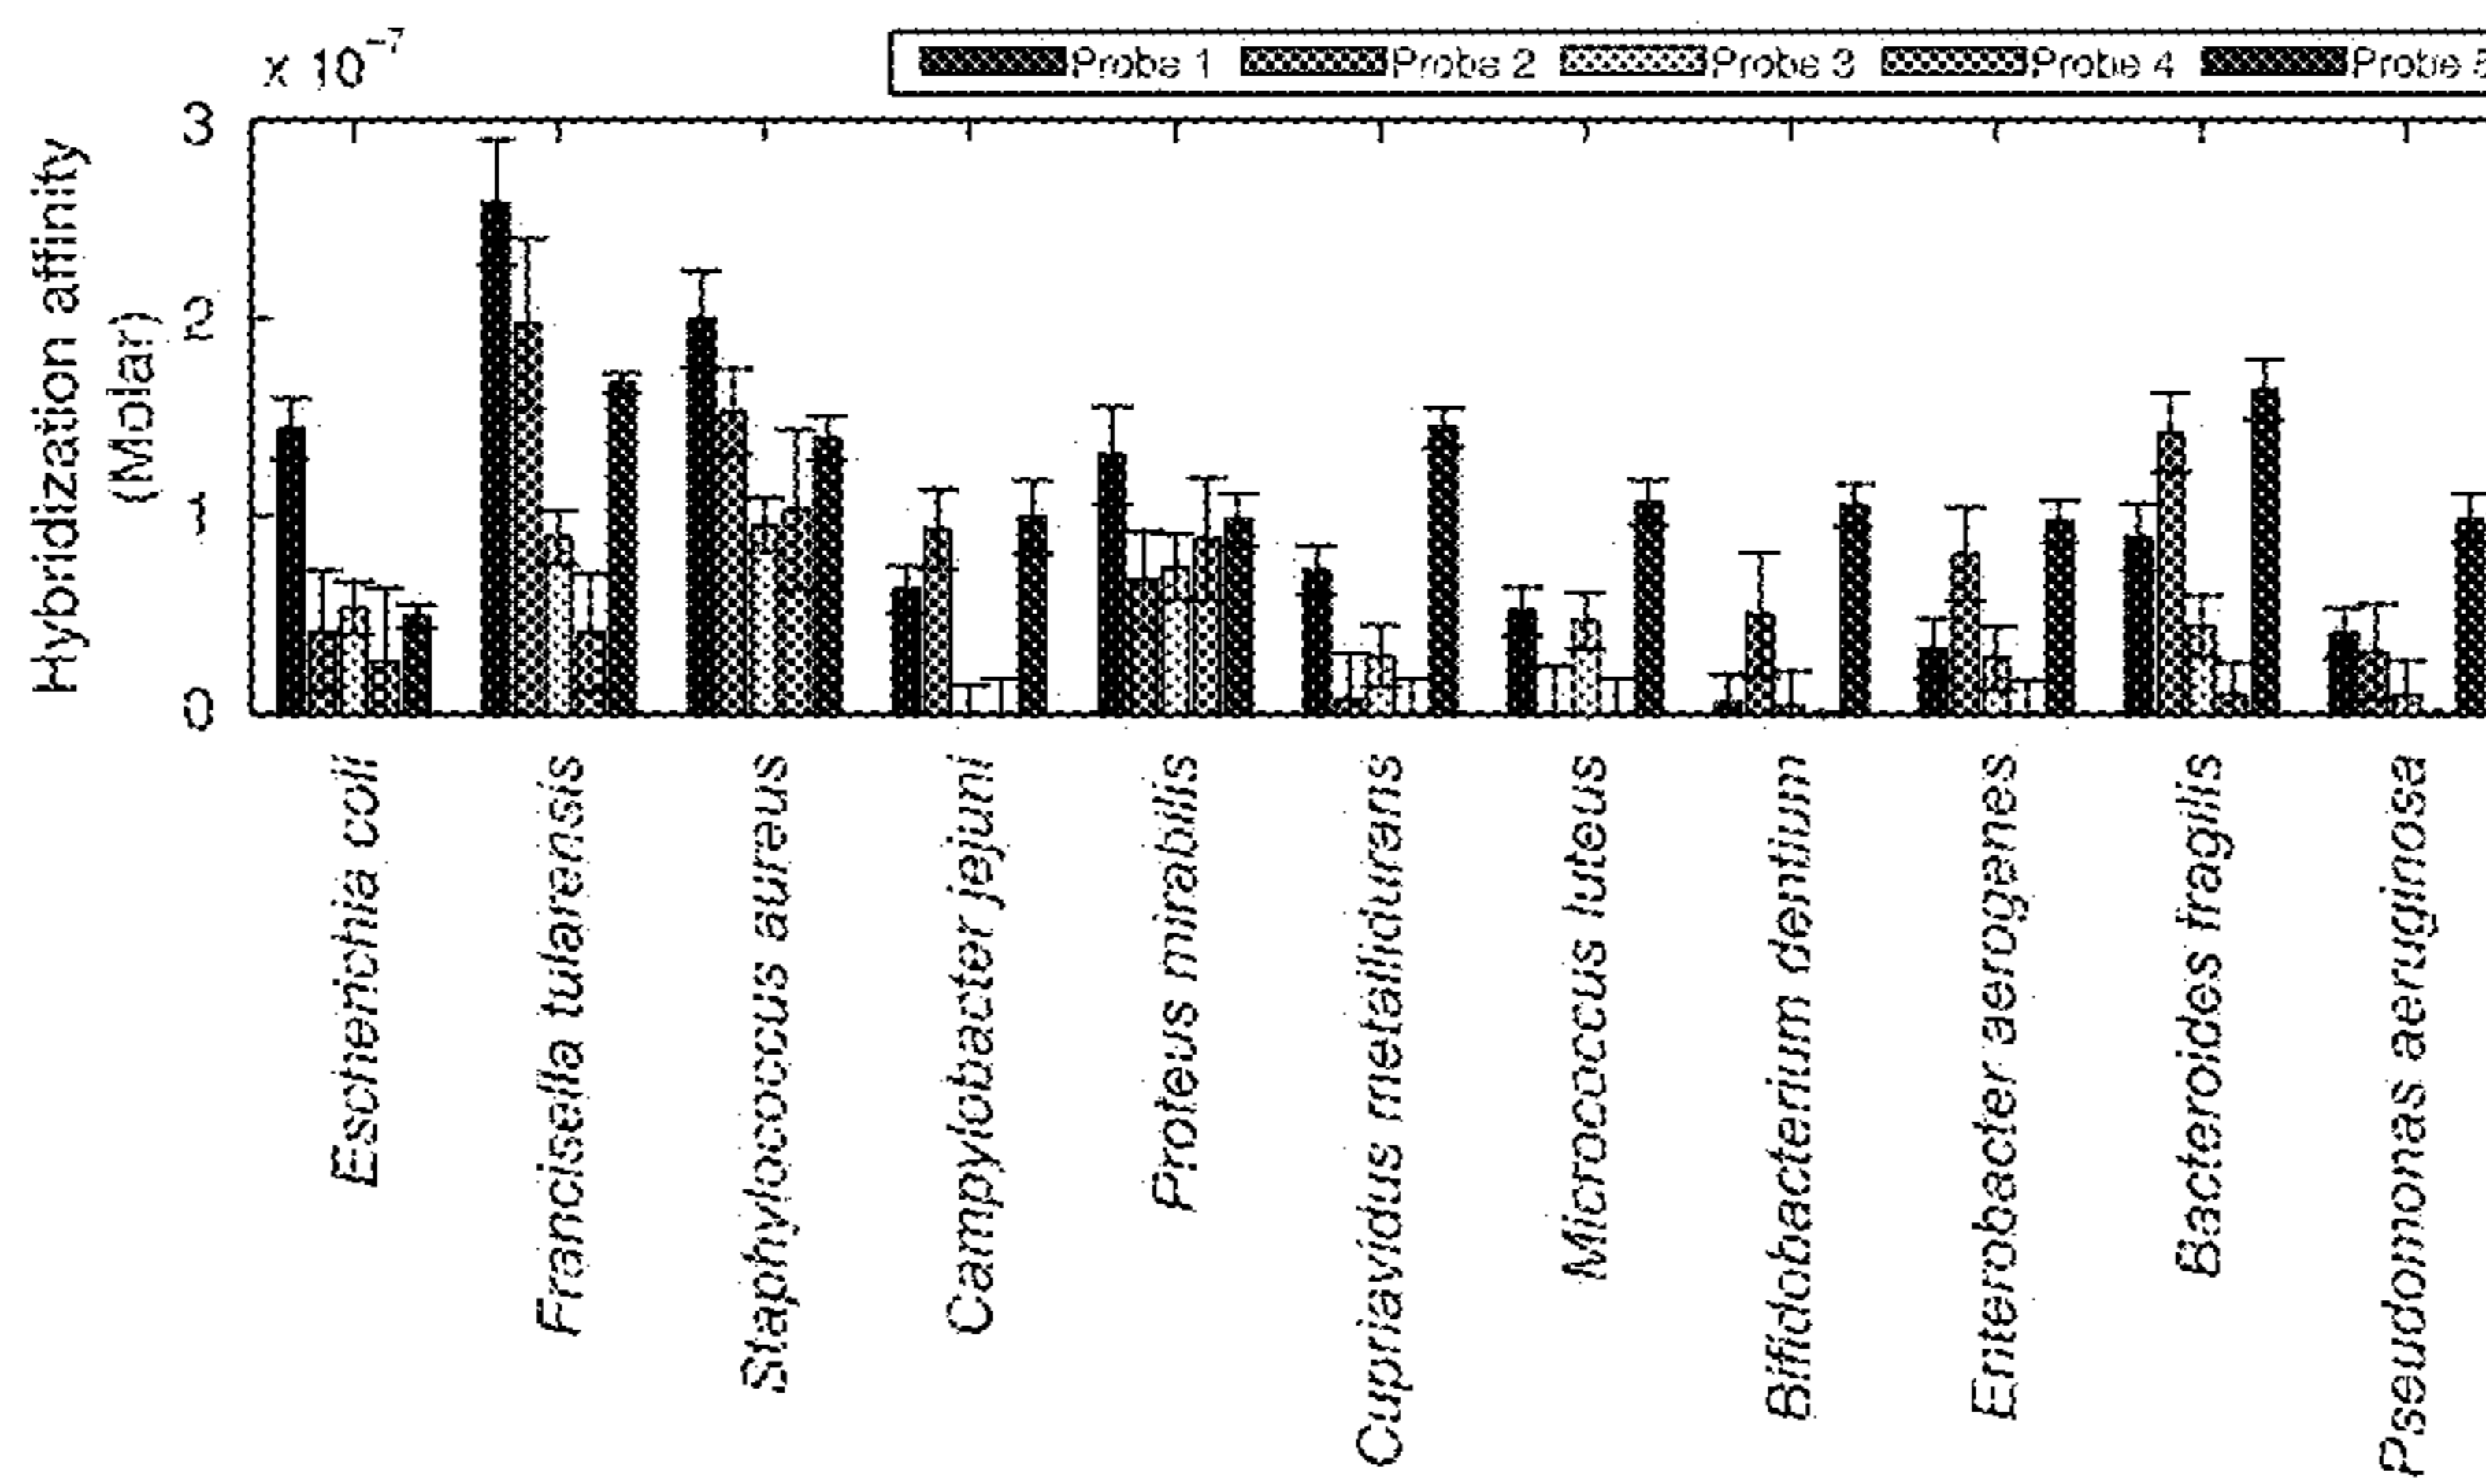 x 10^-7
Probe 1 Probe 2 Probe 3 Probe 4 Probe 5
Hybridization affinity
(Molar)
3
2
1
0
Escherichia coli
Francisella tularensis
Staphylococcus aureus
Campylobacter jejuni
Proteus mirabilis
Cupriavidus metallidurans
Micrococcus luteus
Bifidobacterium dentium
Enterobacter aerogenes
Bacteroides fragilis
Pseudomonas aeruginosa